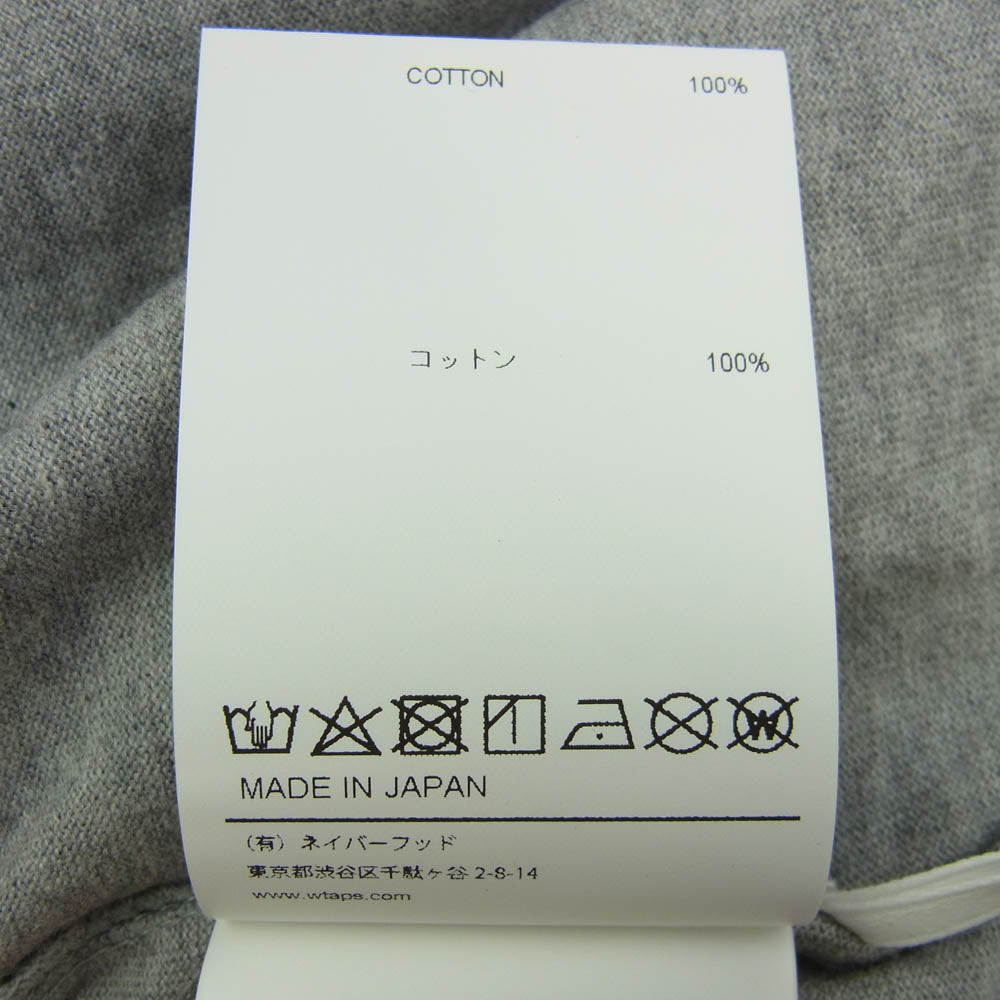 COTTON 100%
コットン 100%
W
MADE IN JAPAN
(有) ネイバーフッド
東京都渋谷区千駄ヶ谷 2-8-14
www.wtaps.com